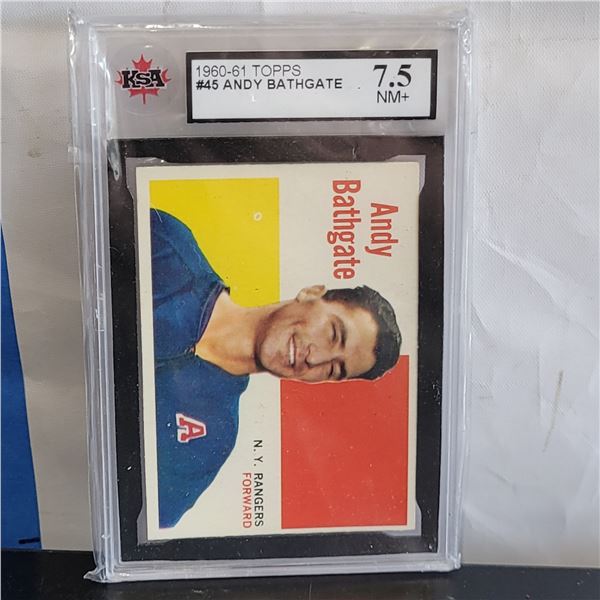 KSA
1960-61 TOPPS
#45 ANDY BATHGATE
7.5
NM+
Andy
Bathgate
A
N. Y. RANGERS
FORWARD